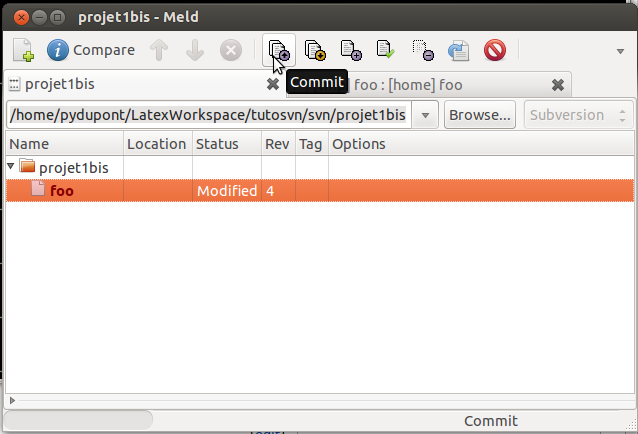 projet1bis - Meld
Compare
projet1bis
Commit
foo : [home] foo
/home/pydupont/LatexWorkspace/tutosvn/svn/projet1bis
Browse...
Subversion
Name Location Status Rev Tag Options
projet1bis
foo Modified 4
Commit